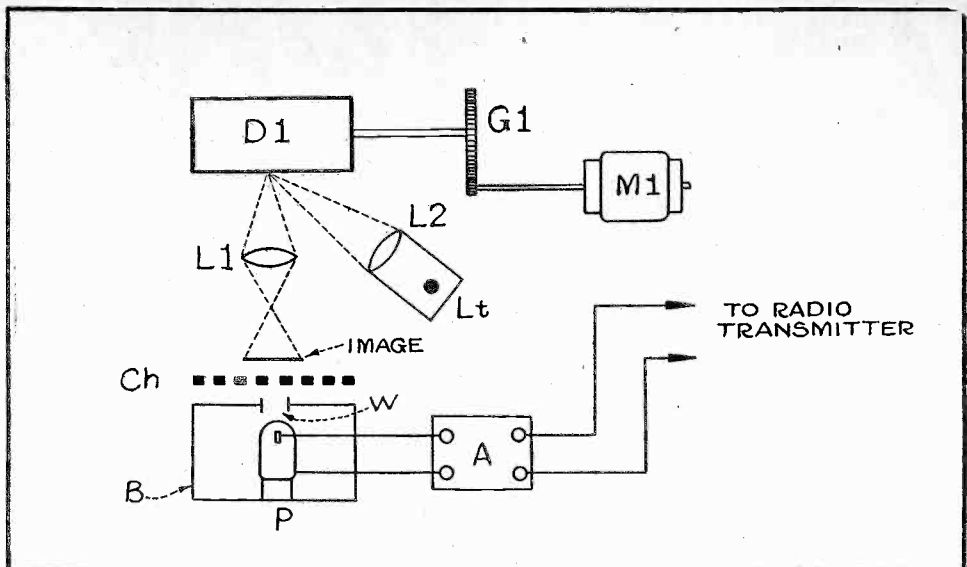 D1
G1
M1
L2
L1
Lt
TO RADIO
TRANSMITTER
IMAGE
Ch
W
A
B
P